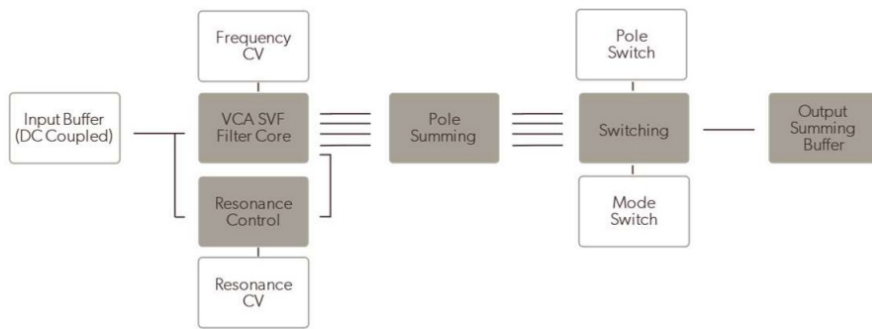 Frequency
CV
Pole
Switch
Input Buffer
(DC Coupled)
VCA SVF
Filter Core
Pole
Summing
Switching
Output
Summing
Buffer
Resonance
Control
Mode
Switch
Resonance
CV